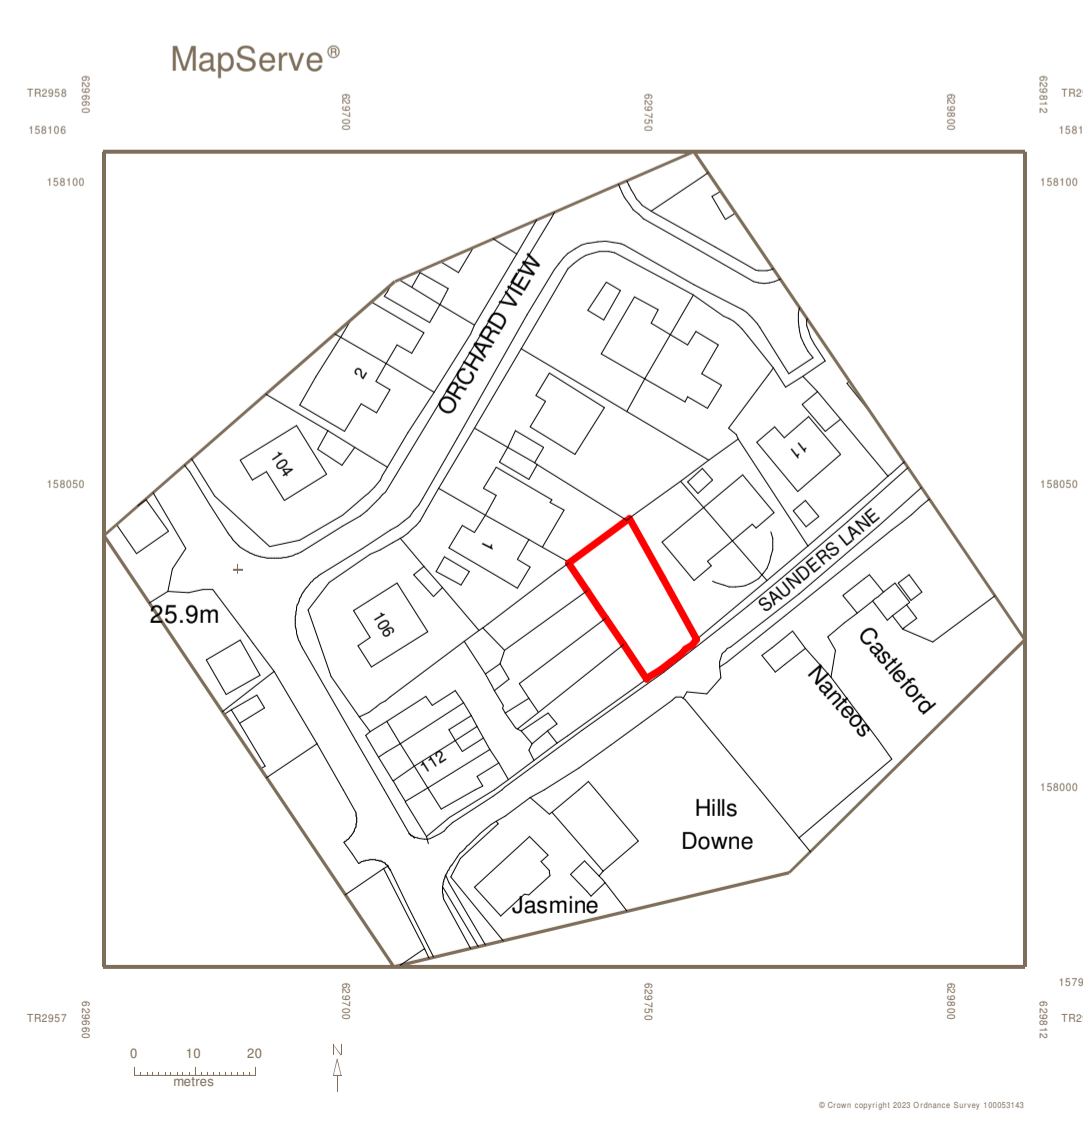 MapServe®
TR2958
629660
629700
629750
629800
629812
TR2
158106
1581
158100
158100
ORCHARD VIEW
2
104
11
158050
158050
1
SAUNDERS LANE
25.9m
106
Castleford
Nanteos
112
158000
Hills
Downe
Jasmine
1579
TR2957
629660
629700
629750
629800
629812
TR2
0 10 20
metres
N
© Crown copyright 2023 Ordnance Survey 100053143